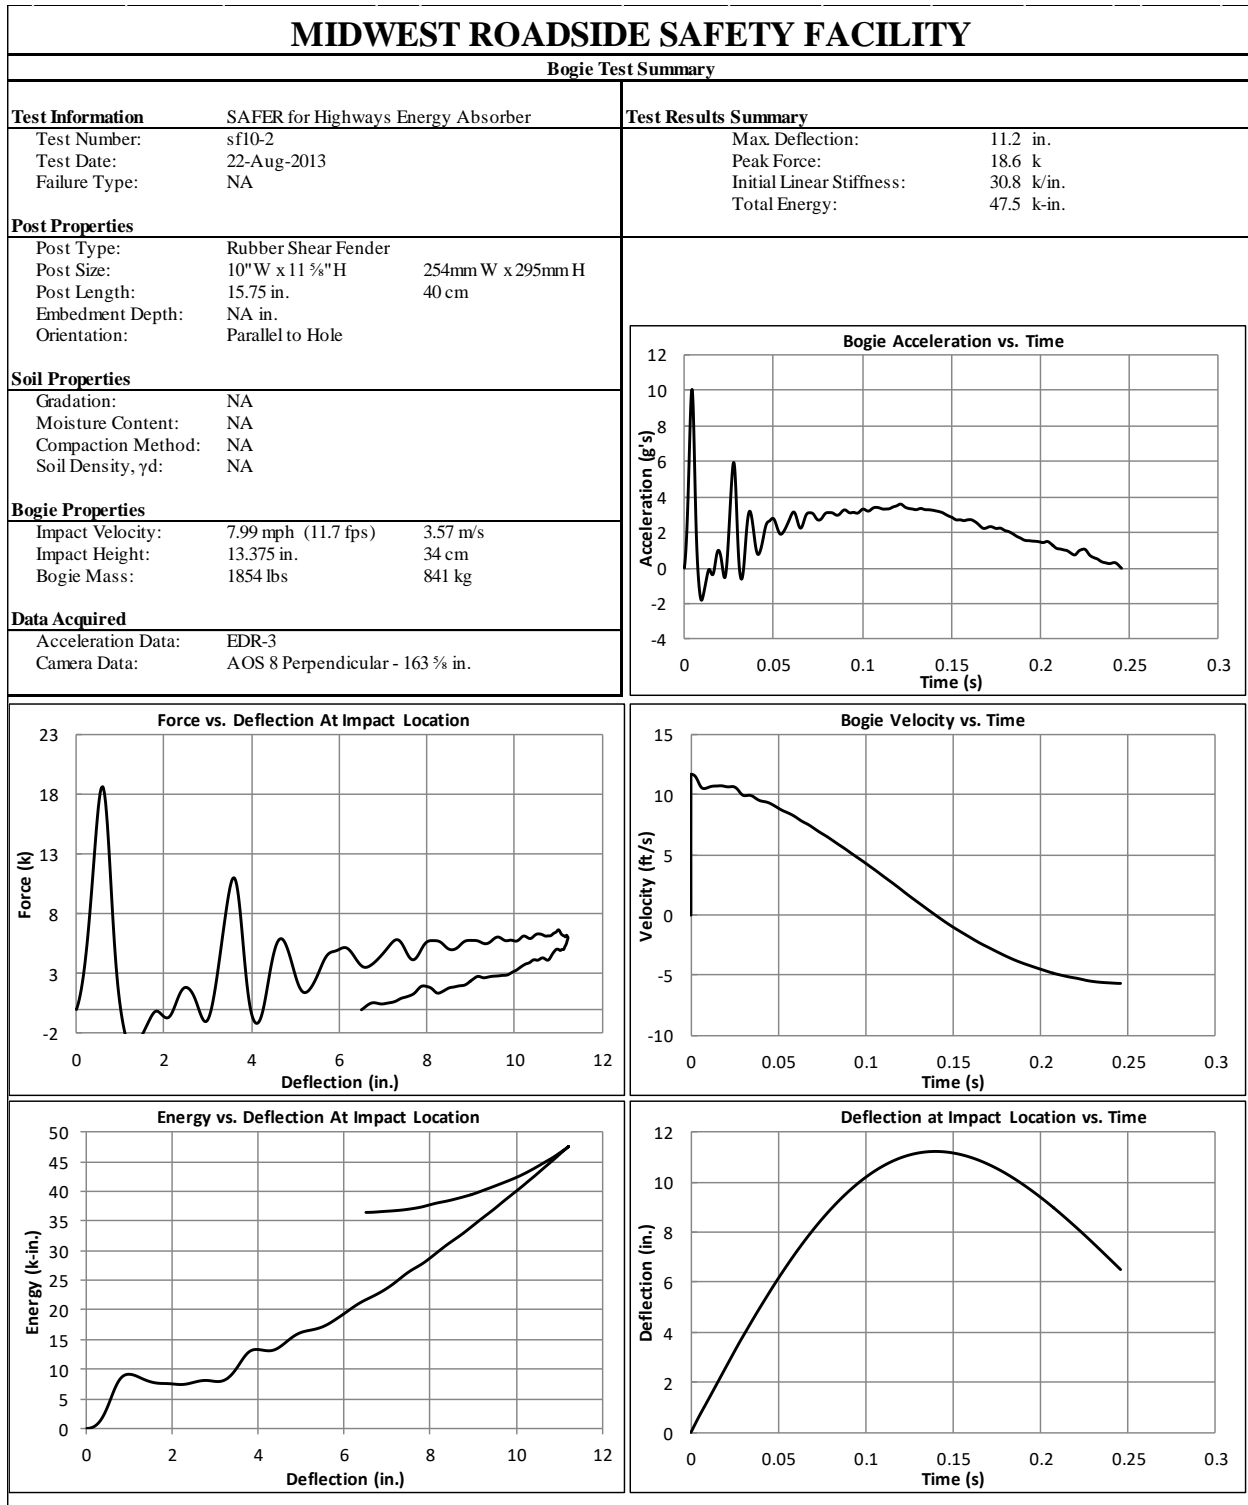 MIDWEST ROADSIDE SAFETY FACILITY
Bogie Test Summary
Test Information SAFER for Highways Energy Absorber
Test Number: sf10-2
Test Date: 22-Aug-2013
Failure Type: NA
Post Properties
Post Type: Rubber Shear Fender
Post Size: 10"W x 11 ⅝"H 254mm W x 295mm H
Post Length: 15.75 in. 40 cm
Embedment Depth: NA in.
Orientation: Parallel to Hole
Soil Properties
Gradation: NA
Moisture Content: NA
Compaction Method: NA
Soil Density, γd: NA
Bogie Properties
Impact Velocity: 7.99 mph (11.7 fps) 3.57 m/s
Impact Height: 13.375 in. 34 cm
Bogie Mass: 1854 lbs 841 kg
Data Acquired
Acceleration Data: EDR-3
Camera Data: AOS 8 Perpendicular - 163 ⅝ in.
Test Results Summary
Max. Deflection: 11.2 in.
Peak Force: 18.6 k
Initial Linear Stiffness: 30.8 k/in.
Total Energy: 47.5 k-in.
Bogie Acceleration vs. Time
Acceleration (g's)
12
10
8
6
4
2
0
-2
-4
0 0.05 0.1 0.15 0.2 0.25 0.3
Time (s)
Force vs. Deflection At Impact Location
Force (k)
23
18
13
8
3
-2
0 2 4 6 8 10 12
Deflection (in.)
Bogie Velocity vs. Time
Velocity (ft/s)
15
10
5
0
-5
-10
0 0.05 0.1 0.15 0.2 0.25 0.3
Time (s)
Energy vs. Deflection At Impact Location
Energy (k-in.)
50
45
40
35
30
25
20
15
10
5
0
0 2 4 6 8 10 12
Deflection (in.)
Deflection at Impact Location vs. Time
Deflection (in.)
12
10
8
6
4
2
0
0 0.05 0.1 0.15 0.2 0.25 0.3
Time (s)